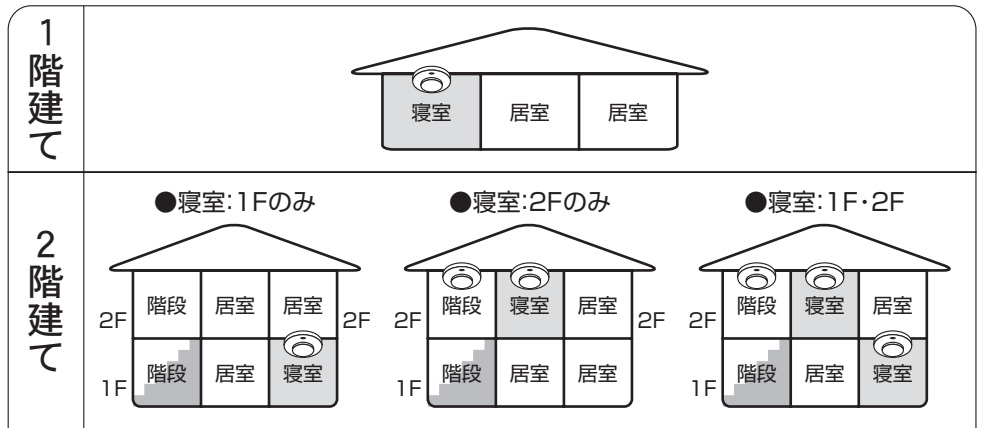 1階建て
寝室 居室 居室
2階建て
●寝室:1Fのみ
階段 居室 居室
2F 2F
階段 居室 寝室
1F
●寝室:2Fのみ
階段 寝室 居室
2F 2F
階段 居室 居室
1F
●寝室:1F・2F
階段 寝室 居室
2F
階段 居室 寝室
1F